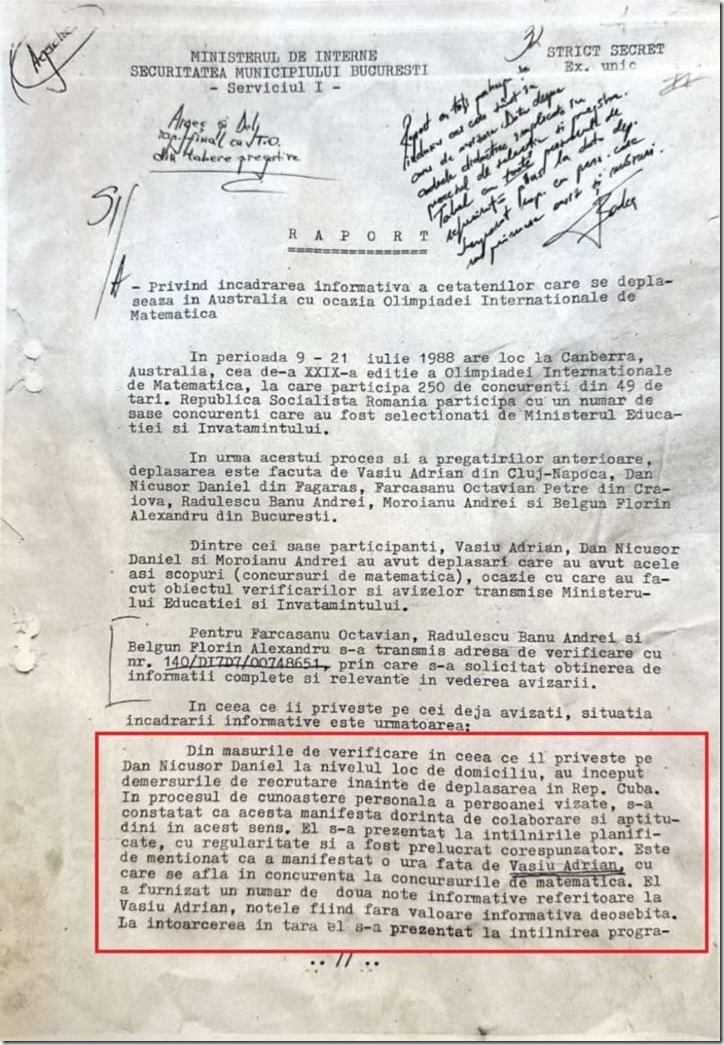 MINISTERUL DE INTERNE
SECURITATEA MUNICIPIULUI BUCURESTI
- Serviciul I -
STRICT SECRET
Ex. unic
Argeș și Dolj
din tabere pregătire
R A P O R T
- Privind incadrarea informativa a cetatenilor care se depla-
seaza in Australia cu ocazia Olimpiadei Internationale de
Matematica
In perioada 9 - 21 iulie 1988 are loc la Canberra,
Australia, cea de-a XXIX-a editie a Olimpiadei Internationale
de Matematica, la care participa 250 de concurenti din 49 de
tari. Republica Socialista Romania participa cu un numar de
sase concurenti care au fost selectionati de Ministerul Educa-
tiei si Invatamintului.
In urma acestui proces si a pregatirilor anterioare,
deplasarea este facuta de Vasiu Adrian din Cluj-Napoca, Dan
Nicusor Daniel din Fagaras, Farcasanu Octavian Petre din Cra-
iova, Radulescu Banu Andrei, Moroianu Andrei si Belgun Florin
Alexandru din Bucuresti.
Dintre cei sase participanti, Vasiu Adrian, Dan Nicusor
Daniel si Moroianu Andrei au avut deplasari care au avut acele
asi scopuri (concursuri de matematica), ocazie cu care au fa-
cut obiectul verificarilor si avizelor transmise Ministeru-
lui Educatiei si Invatamintului.
Pentru Farcasanu Octavian, Radulescu Banu Andrei si
Belgun Florin Alexandru s-a transmis adresa de verificare cu
nr. 140/DI7D7/00748651, prin care s-a solicitat obtinerea de
informatii complete si relevante in vederea avizarii.
In ceea ce ii priveste pe cei deja avizati, situatia
incadrarii informative este urmatoarea:
Din masurile de verificare in ceea ce il priveste pe
Dan Nicusor Daniel la nivelul loc de domiciliu, au inceput
demersurile de recrutare inainte de deplasarea in Rep. Cuba.
In procesul de cunoastere personala a persoanei vizate, s-a
constatat ca acesta manifesta dorinta de colaborare si aptitu-
dini in acest sens. El s-a prezentat la intilnirile planifi-
cate, cu regularitate si a fost prelucrat corespunzator. Este
de mentionat ca a manifestat o ura fata de Vasiu Adrian, cu
care se afla in concurenta la concursurile de matematica. El
a furnizat un numar de doua note informative referitoare la
Vasiu Adrian, notele fiind fara valoare informativa deosebita.
La intoarcerea in tara el s-a prezentat la intilnirea progra-
.. // ..